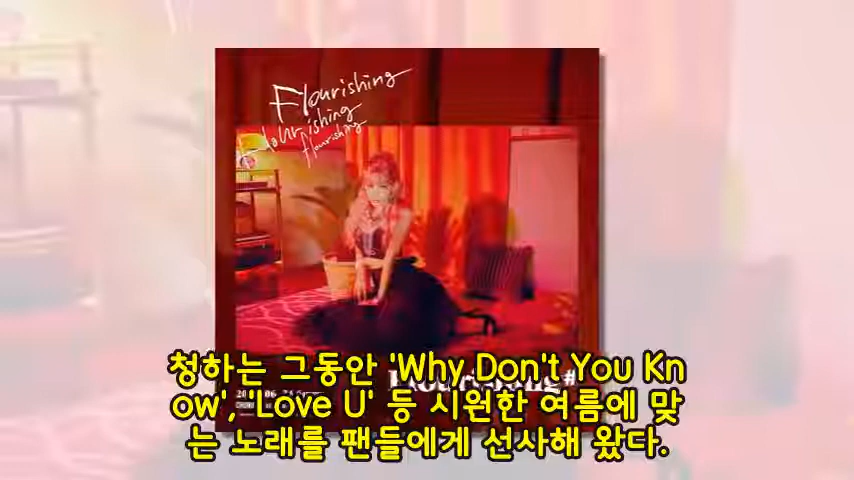 Flourishing
Flourishing
flourishing
청하는 그동안 'Why Don't You Kn
ow', 'Love U' 등 시원한 여름에 맞
는 노래를 팬들에게 선사해 왔다.